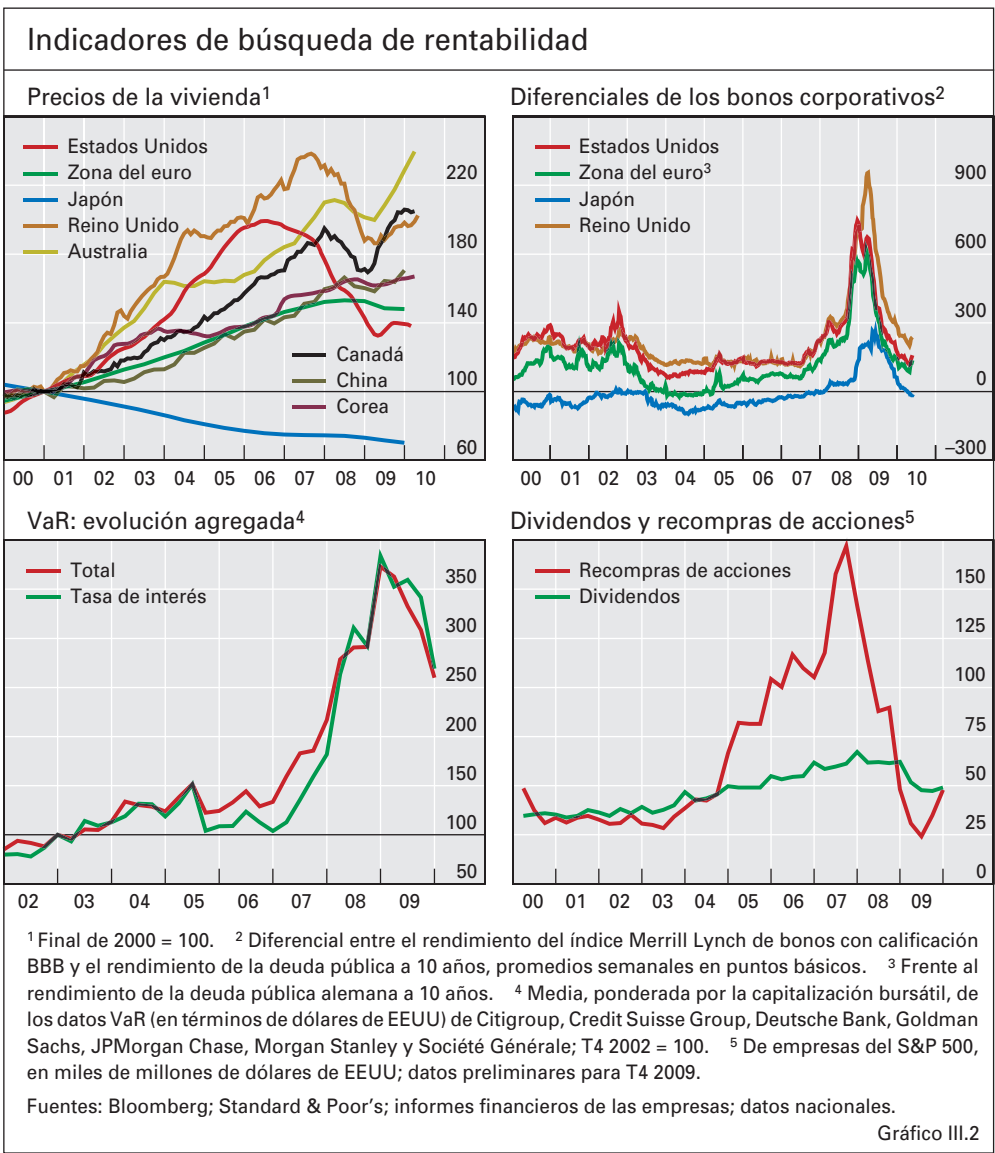 Indicadores de búsqueda de rentabilidad
Precios de la vivienda¹
Estados Unidos
Zona del euro
Japón
Reino Unido
Australia
Canadá
China
Corea
220
180
140
100
60
00 01 02 03 04 05 06 07 08 09 10
Diferenciales de los bonos corporativos²
Estados Unidos
Zona del euro³
Japón
Reino Unido
900
600
300
0
–300
00 01 02 03 04 05 06 07 08 09 10
VaR: evolución agregada⁴
Total
Tasa de interés
350
300
250
200
150
100
50
02 03 04 05 06 07 08 09
Dividendos y recompras de acciones⁵
Recompras de acciones
Dividendos
150
125
100
75
50
25
0
00 01 02 03 04 05 06 07 08 09
¹ Final de 2000 = 100. ² Diferencial entre el rendimiento del índice Merrill Lynch de bonos con calificación
BBB y el rendimiento de la deuda pública a 10 años, promedios semanales en puntos básicos. ³ Frente al
rendimiento de la deuda pública alemana a 10 años. ⁴ Media, ponderada por la capitalización bursátil, de
los datos VaR (en términos de dólares de EEUU) de Citigroup, Credit Suisse Group, Deutsche Bank, Goldman
Sachs, JPMorgan Chase, Morgan Stanley y Société Générale; T4 2002 = 100. ⁵ De empresas del S&P 500,
en miles de millones de dólares de EEUU; datos preliminares para T4 2009.
Fuentes: Bloomberg; Standard & Poor's; informes financieros de las empresas; datos nacionales.
Gráfico III.2